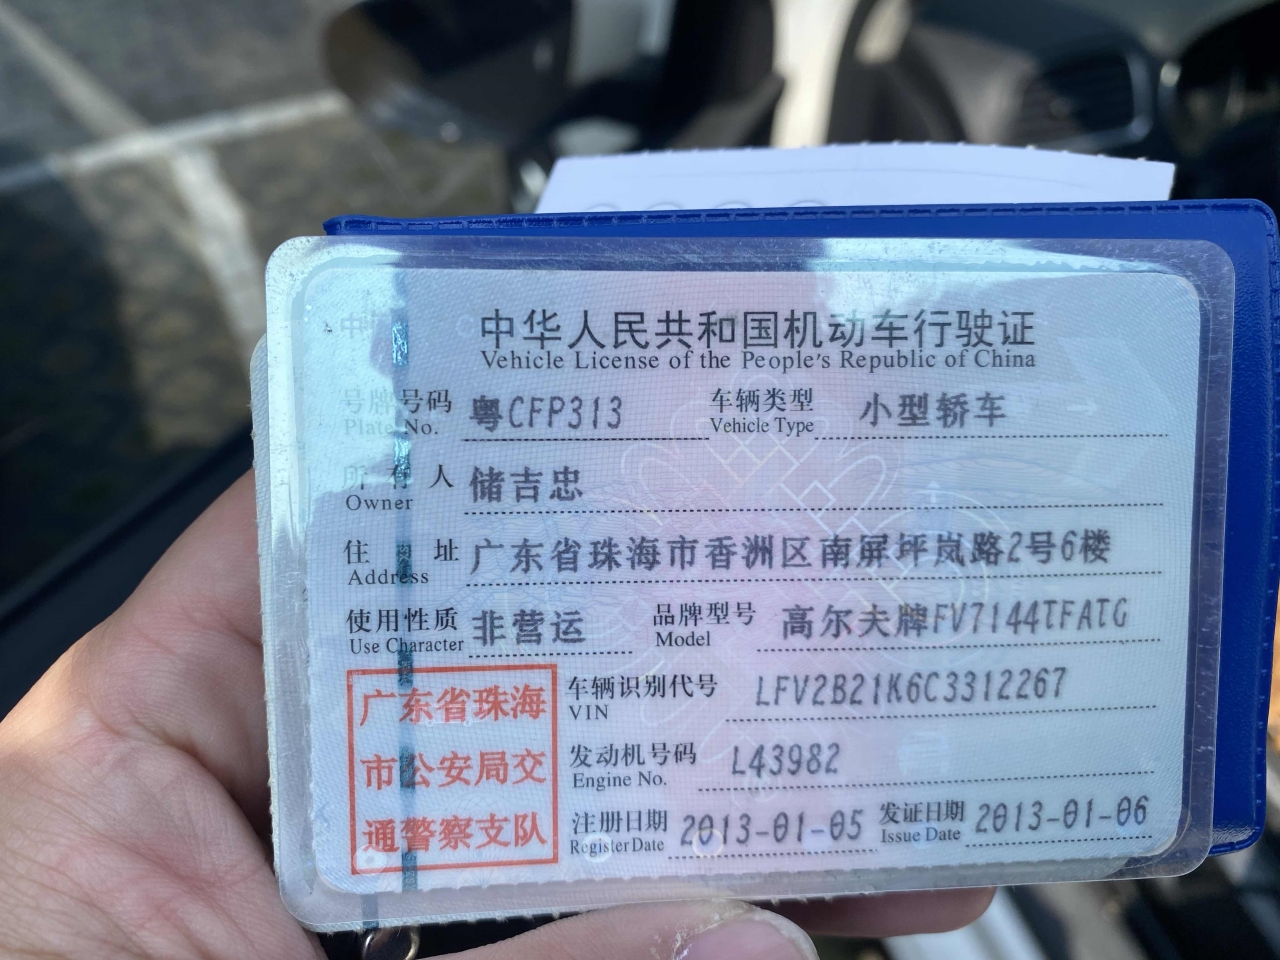 中华人民共和国机动车行驶证
Vehicle License of the People's Republic of China
号牌号码 粤CFP313 车辆类型 小型轿车
Plate No. Vehicle Type
所有人 储吉忠
Owner
住址 广东省珠海市香洲区南屏坪岚路2号6楼
Address
使用性质 非营运 品牌型号 高尔夫牌FV7144TFATG
Use Character Model
广东省珠海
市公安局交
通警察支队
车辆识别代号 LFV2B21K6C3312267
VIN
发动机号码 L43982
Engine No.
注册日期 2013-01-05 发证日期 2013-01-06
Register Date Issue Date